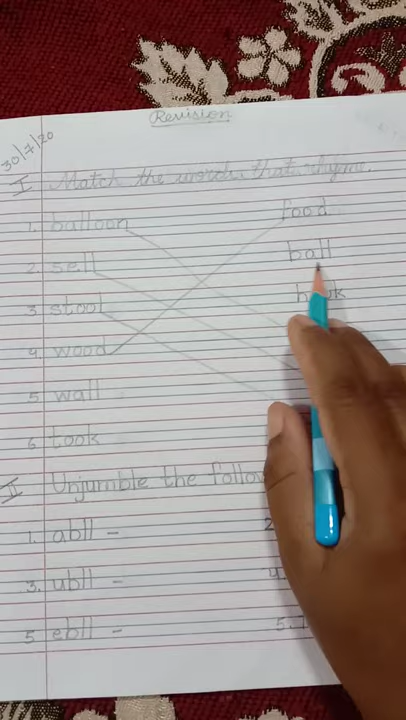 Revision
30/7/20
I Match the words that rhyme.
1. balloon food
2. sell ball
3. stool
4. wood
5. wall
6. took
II Unjumble the
1. abll -
3. ubll -
5. ebll - 5.